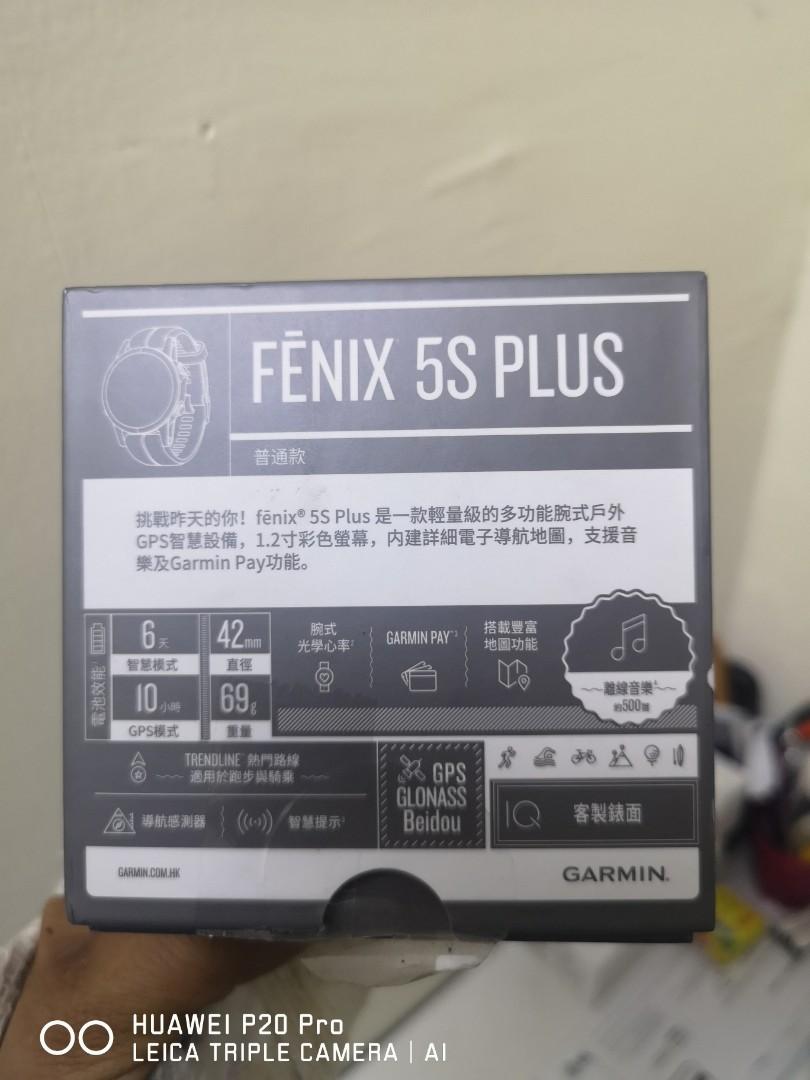 FĒNIX 5S PLUS
普通款
挑戰昨天的你！fēnix® 5S Plus 是一款輕量級的多功能腕式戶外
GPS智慧設備，1.2寸彩色螢幕，内建詳細電子導航地圖，支援音
樂及Garmin Pay功能。
電池效能
6天
智慧模式
42mm
直徑
10小時
GPS模式
69g
重量
腕式
光學心率²
GARMIN PAY™³
搭載豐富
地圖功能
離線音樂⁴
約500首
TRENDLINE™ 熱門路線
適用於跑步與騎乘
導航感測器
智慧提示³
GPS
GLONASS
Beidou
IQ 客製錶面
GARMIN.COM.HK
GARMIN.
HUAWEI P20 Pro
LEICA TRIPLE CAMERA | AI